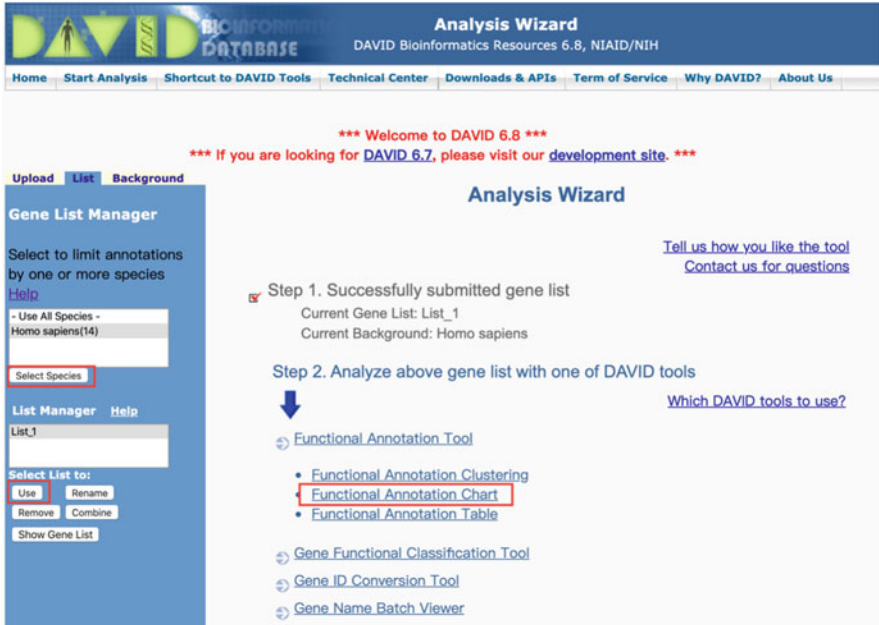 DAVID BIOINFORMATICS
DATABASE
Analysis Wizard
DAVID Bioinformatics Resources 6.8, NIAID/NIH
Home Start Analysis Shortcut to DAVID Tools Technical Center Downloads & APIs Term of Service Why DAVID? About Us
*** Welcome to DAVID 6.8 ***
*** If you are looking for DAVID 6.7, please visit our development site. ***
Upload List Background
Gene List Manager
Select to limit annotations
by one or more species
Help
- Use All Species -
Homo sapiens(14)
Select Species
List Manager Help
List_1
Select List to:
Use Rename
Remove Combine
Show Gene List
Analysis Wizard
Tell us how you like the tool
Contact us for questions
Step 1. Successfully submitted gene list
Current Gene List: List_1
Current Background: Homo sapiens
Step 2. Analyze above gene list with one of DAVID tools
Which DAVID tools to use?
Functional Annotation Tool
• Functional Annotation Clustering
• Functional Annotation Chart
• Functional Annotation Table
Gene Functional Classification Tool
Gene ID Conversion Tool
Gene Name Batch Viewer